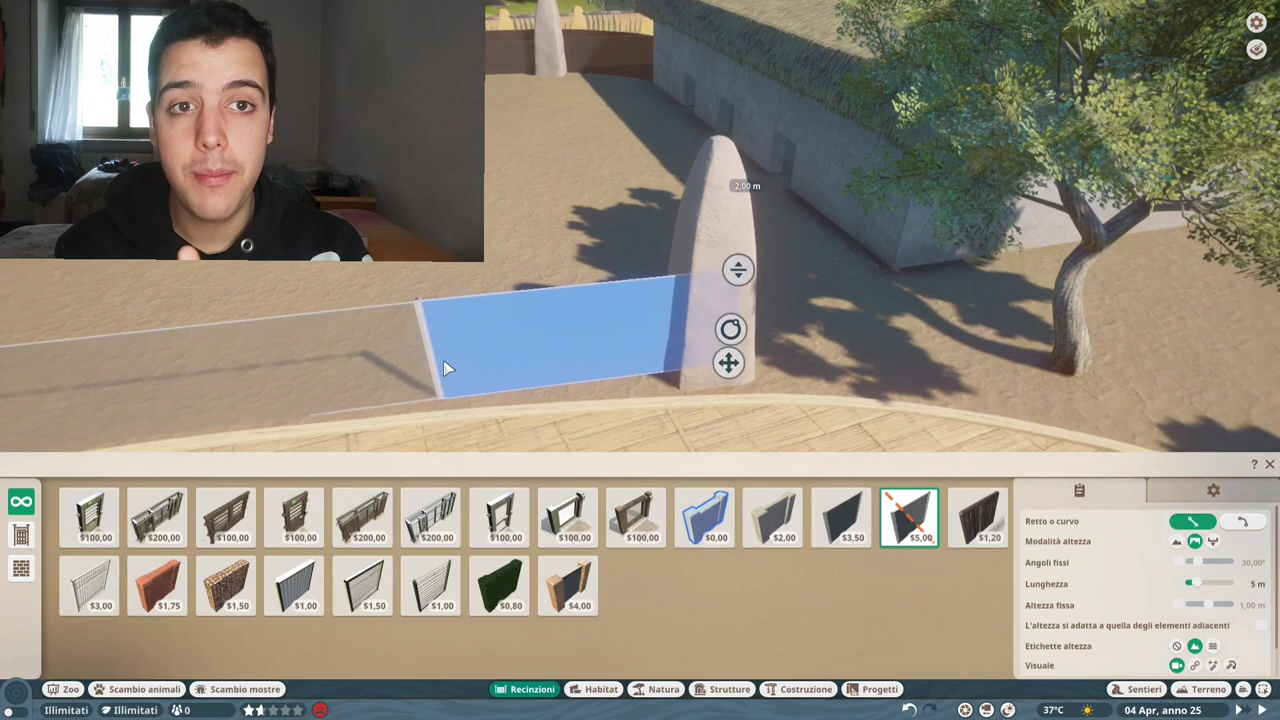 2,00 m
?
$100,00
$200,00
$100,00
$100,00
$200,00
$200,00
$100,00
$100,00
$100,00
$0,00
$2,00
$3,50
$5,00
$1,20
$3,00
$1,75
$1,50
$1,00
$1,50
$1,00
$0,80
$4,00
Retto o curvo
Modalità altezza
Angoli fissi 30,00°
Lunghezza 5 m
Altezza fissa 1,00 m
L'altezza si adatta a quella degli elementi adiacenti
Etichette altezza
Visuale
Zoo Scambio animali Scambio mostre Recinzioni Habitat Natura Strutture Costruzione Progetti Sentieri Terreno
Illimitati Illimitati 0 37°C 04 Apr, anno 25